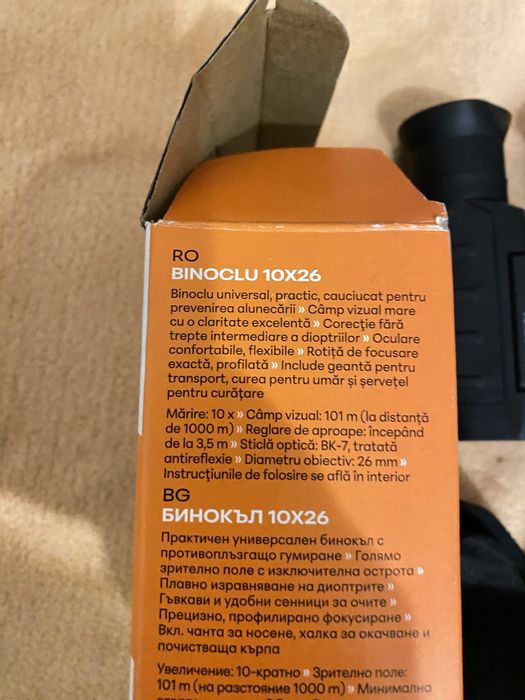 RO
BINOCLU 10X26
Binoclu universal, practic, cauciucat pentru
prevenirea alunecării » Câmp vizual mare
cu o claritate excelentă » Corecție fără
trepte intermediare a dioptriilor » Oculare
confortabile, flexibile » Rotiță de focusare
exactă, profilată » Include geantă pentru
transport, curea pentru umăr și șervețel
pentru curățare
Mărire: 10 x » Câmp vizual: 101 m (la distanță
de 1000 m) » Reglare de aproape: începând
de la 3,5 m » Sticlă optică: BK-7, tratată
antireflexie » Diametru obiectiv: 26 mm »
Instrucțiunile de folosire se află în interior
BG
БИНОКЪЛ 10X26
Практичен универсален бинокъл с
противоплъзгащо гумиране » Голямо
зрително поле с изключителна острота »
Плавно изравняване на диоптрите »
Гъвкави и удобни сенници за очите »
Прецизно, профилирано фокусиране »
Вкл. чанта за носене, халка за окачване и
почистваща кърпа
Увеличение: 10-кратно » Зрително поле:
101 m (на разстояние 1000 m) » Минимална